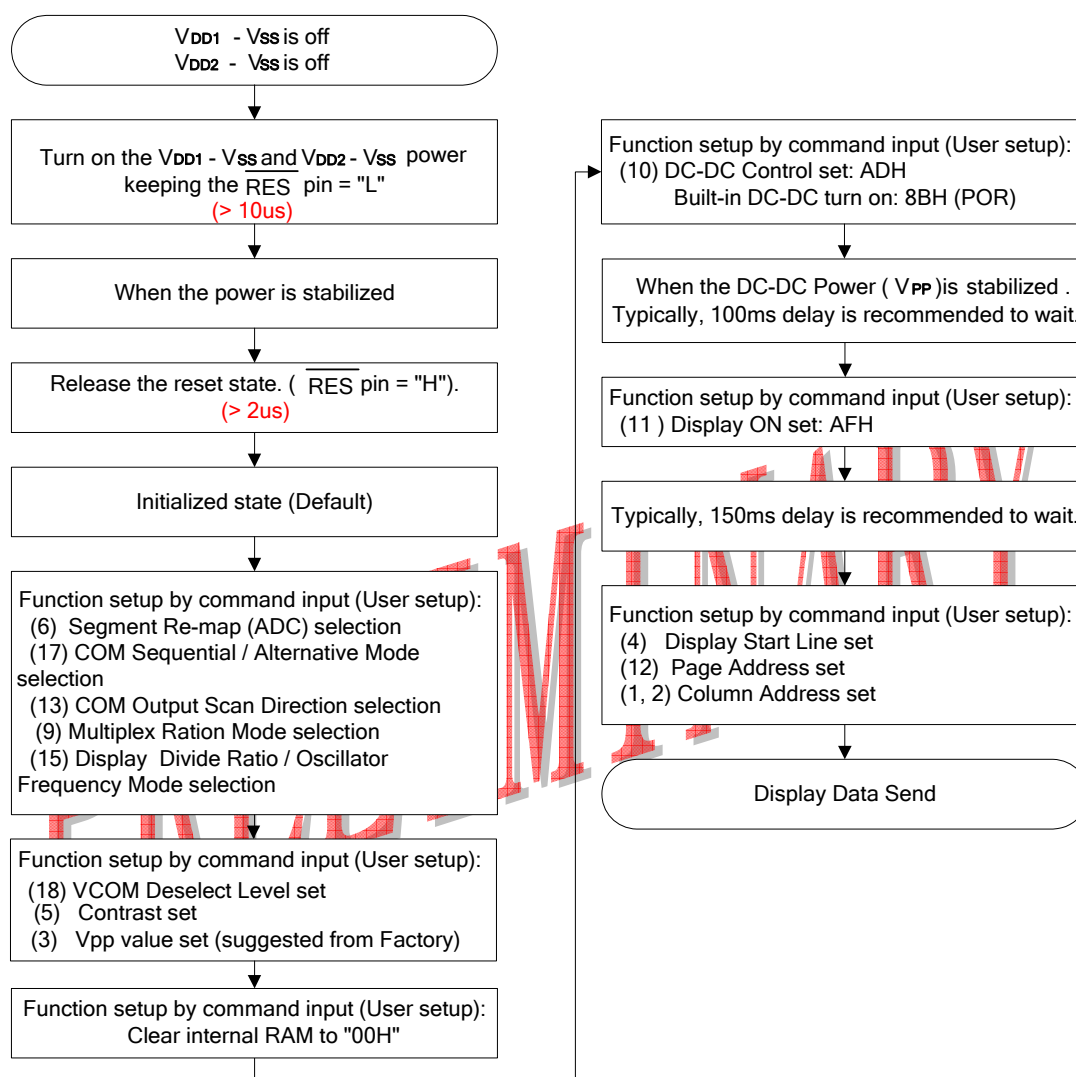 VDD1 - VSS is off
VDD2 - VSS is off
Turn on the VDD1 - VSS and VDD2 - VSS power
keeping the RES pin = "L"
(> 10us)
When the power is stabilized
Release the reset state. ( RES pin = "H").
(> 2us)
Initialized state (Default)
Function setup by command input (User setup):
(6) Segment Re-map (ADC) selection
(17) COM Sequential / Alternative Mode
selection
(13) COM Output Scan Direction selection
(9) Multiplex Ration Mode selection
(15) Display Divide Ratio / Oscillator
Frequency Mode selection
Function setup by command input (User setup):
(18) VCOM Deselect Level set
(5) Contrast set
(3) Vpp value set (suggested from Factory)
Function setup by command input (User setup):
Clear internal RAM to "00H"
Function setup by command input (User setup):
(10) DC-DC Control set: ADH
Built-in DC-DC turn on: 8BH (POR)
When the DC-DC Power ( VPP )is stabilized .
Typically, 100ms delay is recommended to wait.
Function setup by command input (User setup):
(11 ) Display ON set: AFH
Typically, 150ms delay is recommended to wait.
Function setup by command input (User setup):
(4) Display Start Line set
(12) Page Address set
(1, 2) Column Address set
Display Data Send